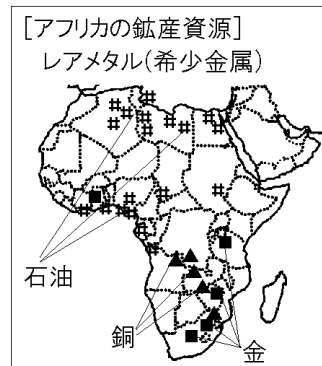 [アフリカの鉱産資源]
レアメタル(希少金属)
石油
銅
金